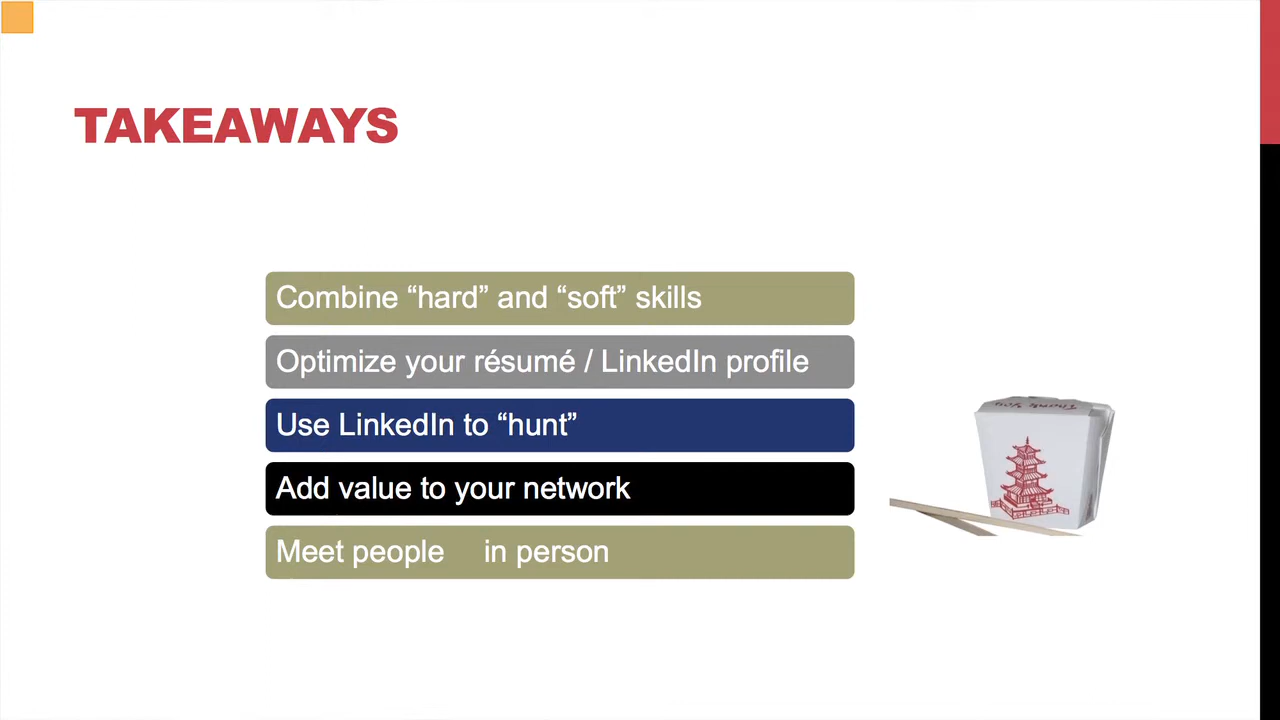 TAKEAWAYS
Combine “hard” and “soft” skills
Optimize your résumé / LinkedIn profile
Use LinkedIn to “hunt”
Add value to your network
Meet people in person